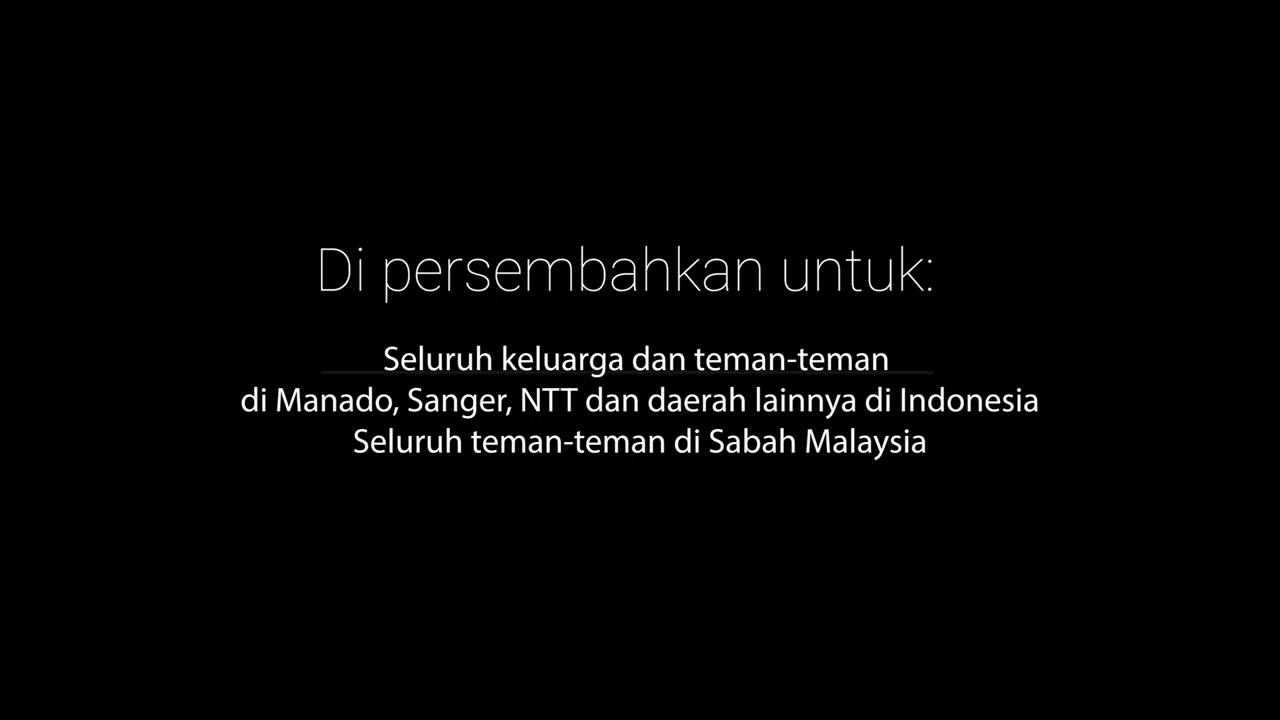 Di persembahkan untuk:
Seluruh keluarga dan teman-teman
di Manado, Sanger, NTT dan daerah lainnya di Indonesia
Seluruh teman-teman di Sabah Malaysia